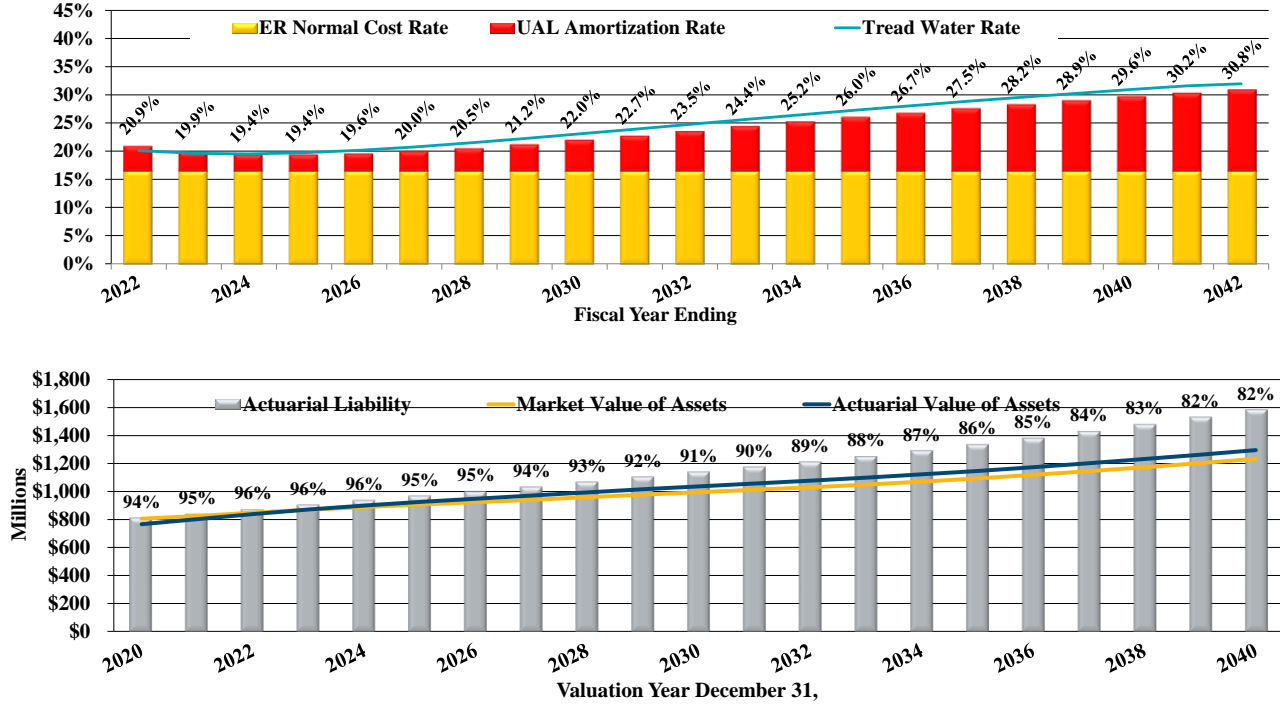 45%
40%
35%
30%
25%
20%
15%
10%
5%
0%
ER Normal Cost Rate UAL Amortization Rate Tread Water Rate
20.9% 19.9% 19.4% 19.4% 19.6% 20.0% 20.5% 21.2% 22.0% 22.7% 23.5% 24.4% 25.2% 26.0% 26.7% 27.5% 28.2% 28.9% 29.6% 30.2% 30.8%
2022 2024 2026 2028 2030 2032 2034 2036 2038 2040 2042
Fiscal Year Ending
Millions
$1,800
$1,600
$1,400
$1,200
$1,000
$800
$600
$400
$200
$0
Actuarial Liability Market Value of Assets Actuarial Value of Assets
94% 95% 96% 96% 96% 95% 95% 94% 93% 92% 91% 90% 89% 88% 87% 86% 85% 84% 83% 82% 82%
2020 2022 2024 2026 2028 2030 2032 2034 2036 2038 2040
Valuation Year December 31,